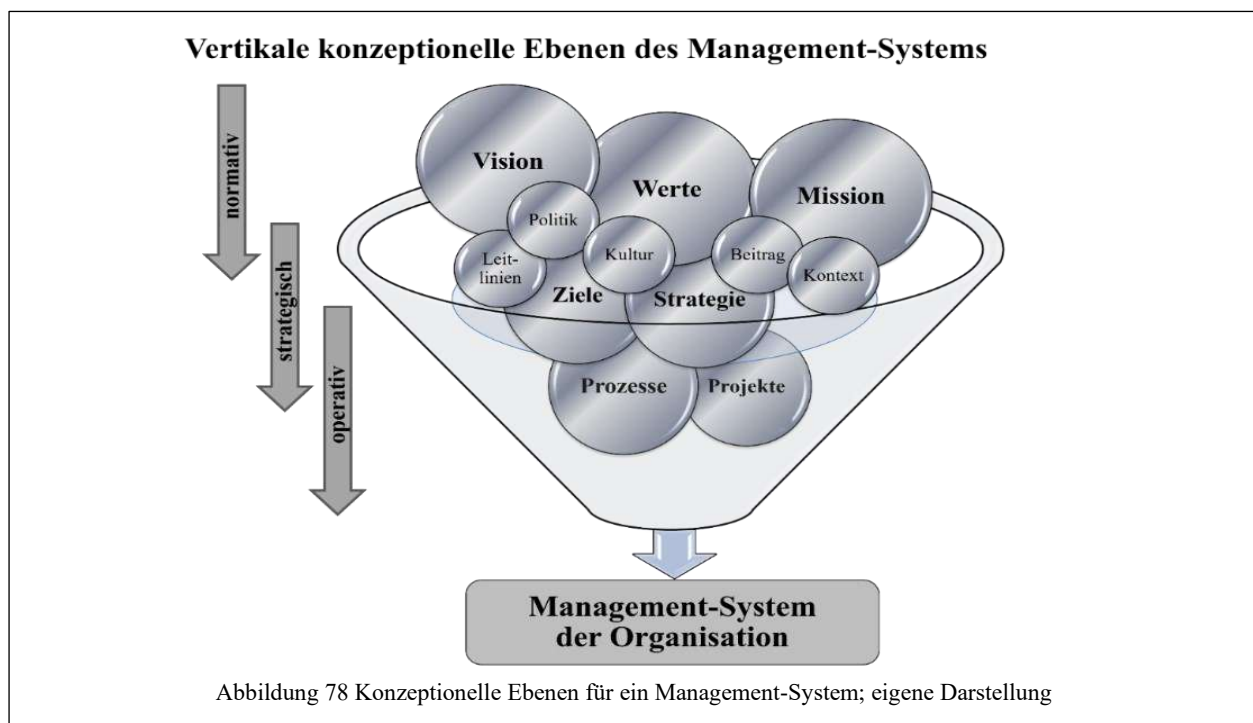 Vertikale konzeptionelle Ebenen des Management-Systems
normativ
strategisch
operativ
Vision
Werte
Mission
Politik
Kultur
Beitrag
Leit-
linien
Kontext
Ziele
Strategie
Prozesse
Projekte
Management-System
der Organisation
Abbildung 78 Konzeptionelle Ebenen für ein Management-System; eigene Darstellung